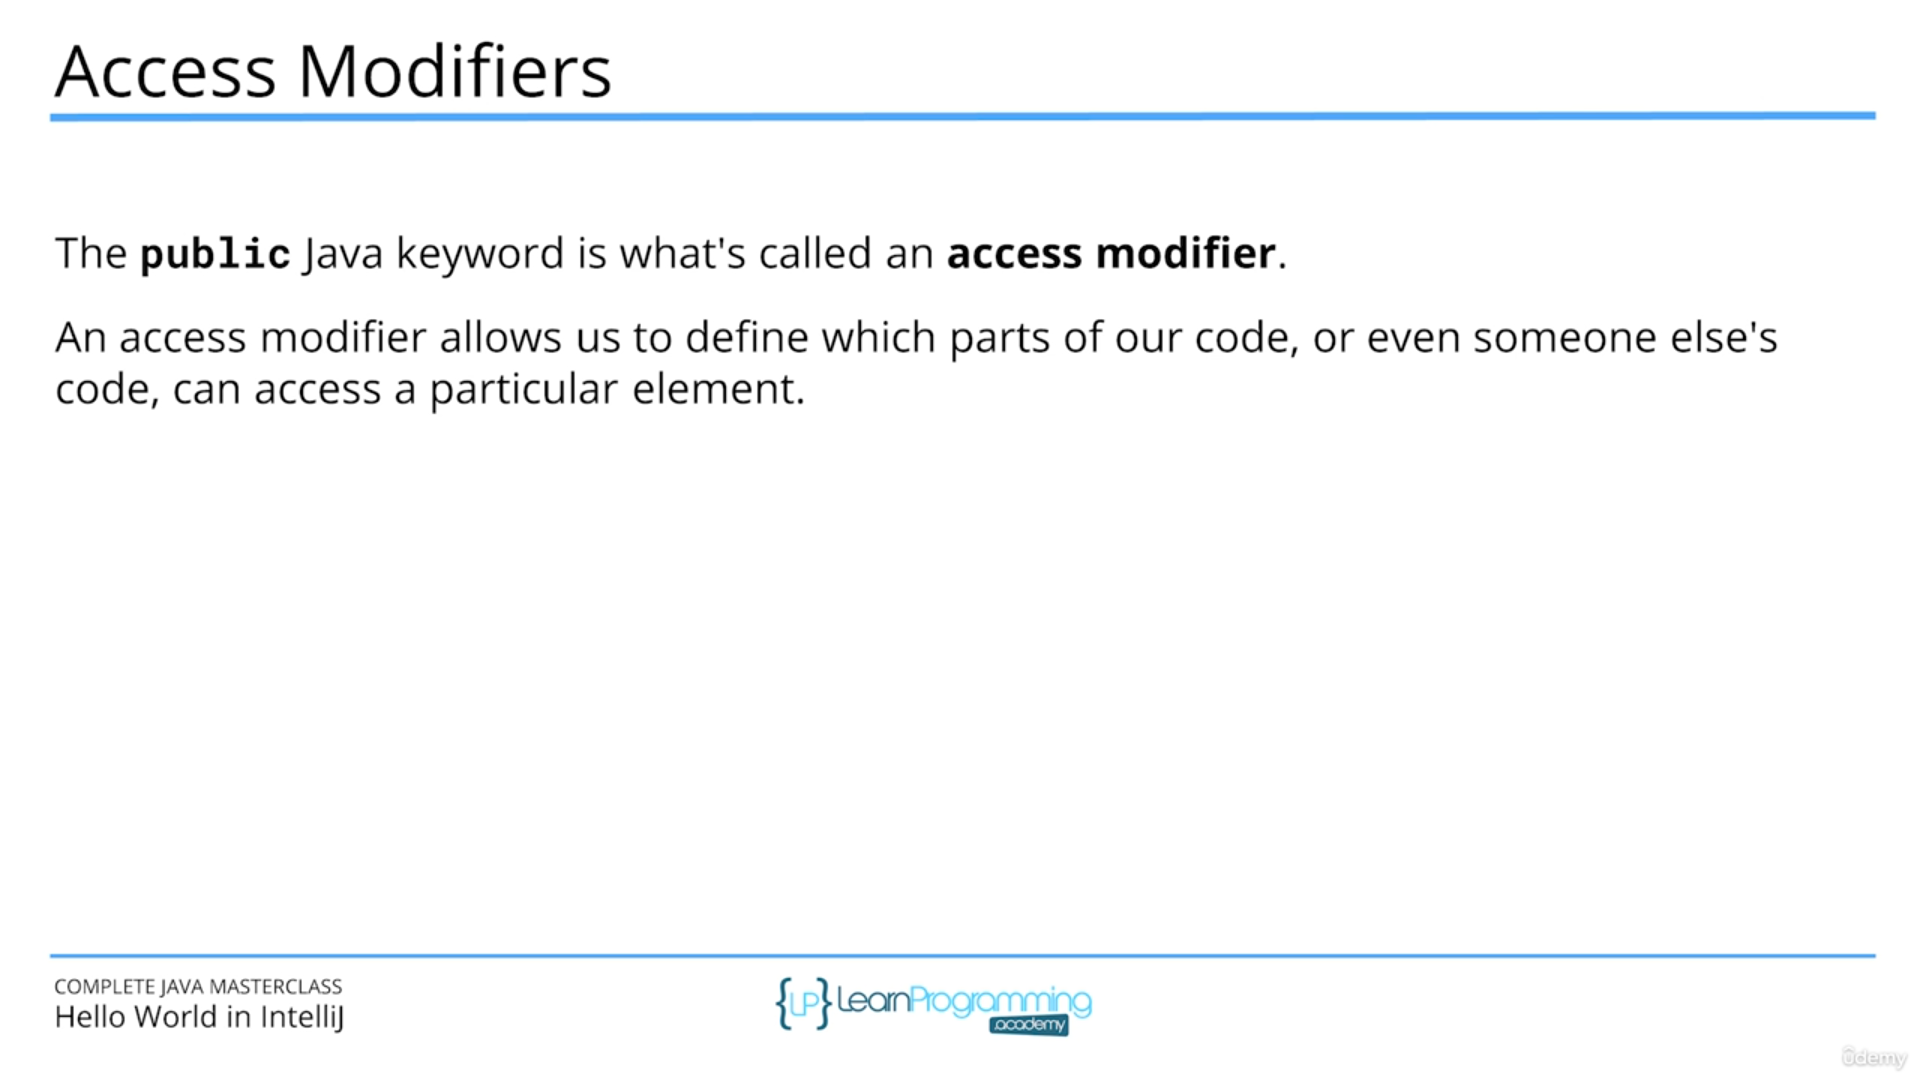 Access Modifiers
The public Java keyword is what's called an access modifier.
An access modifier allows us to define which parts of our code, or even someone else's
code, can access a particular element.
COMPLETE JAVA MASTERCLASS
Hello World in IntelliJ
{LP} LearnProgramming
academy
ûdemy